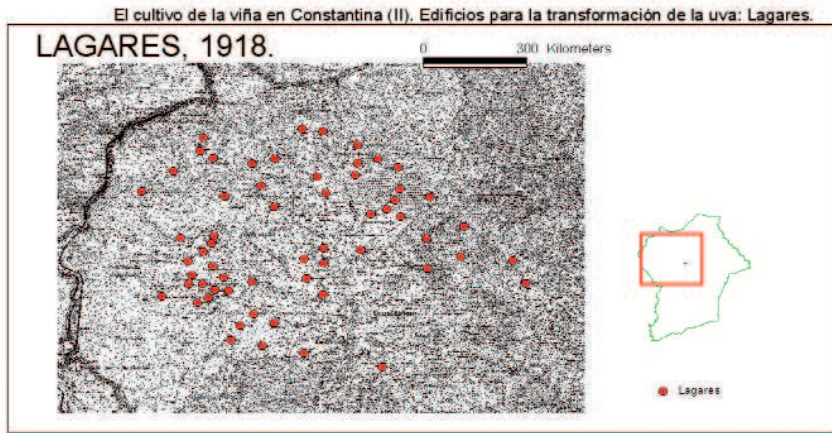 El cultivo de la viña en Constantina (II). Edificios para la transformación de la uva: Lagares.
LAGARES, 1918.
0 300 Kilometers
Lagares